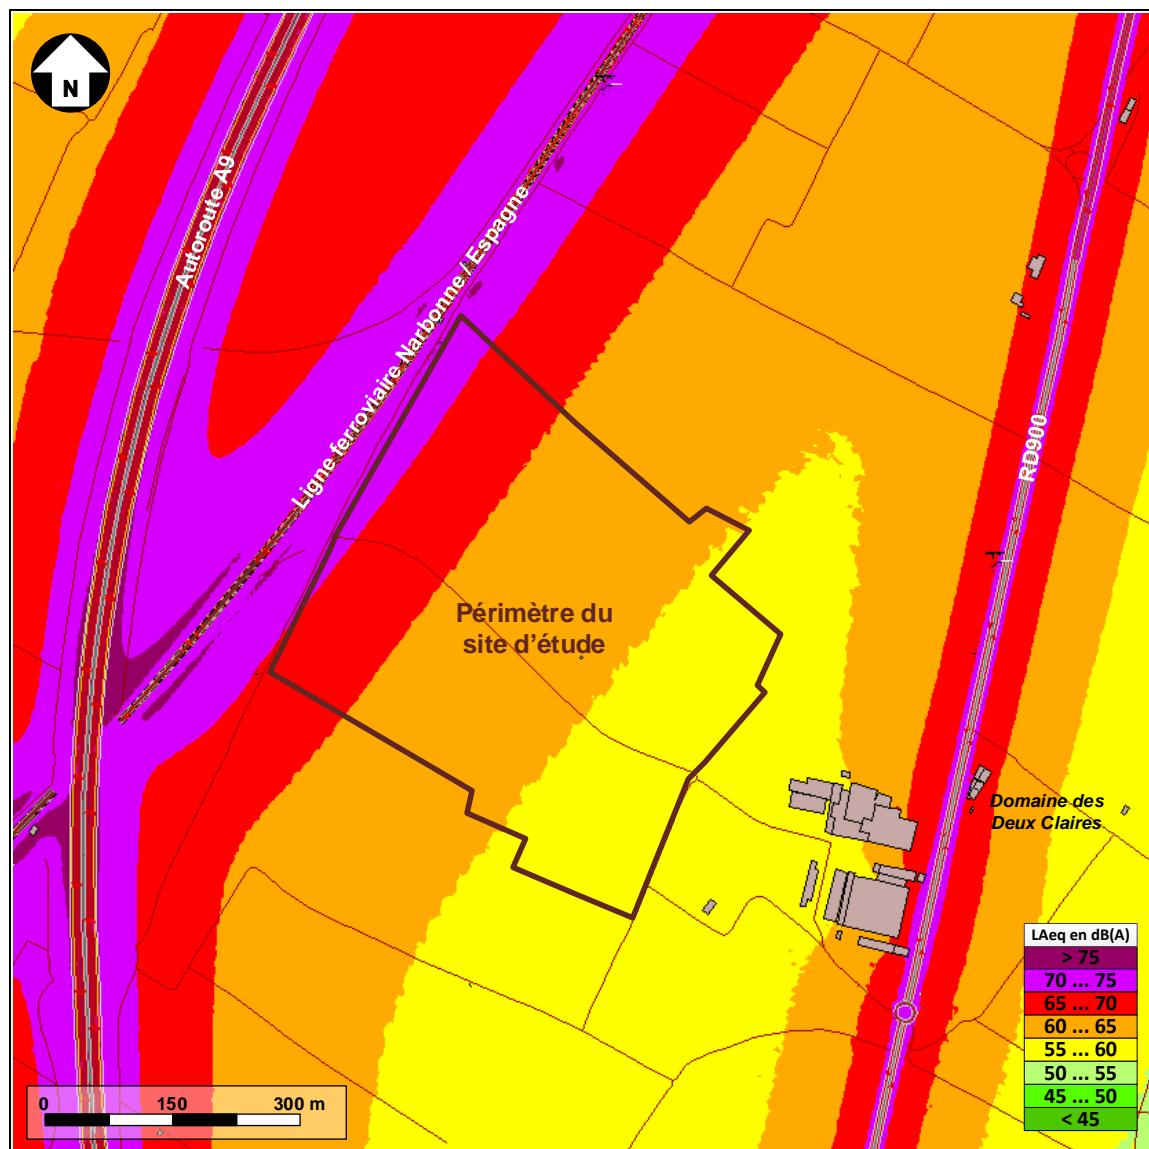 N
Autoroute A9
Ligne ferroviaire Narbonne / Espagne
RD900
Périmètre du
site d'étude
Domaine des
Deux Claires
LAeq en dB(A)
> 75
70 ... 75
65 ... 70
60 ... 65
55 ... 60
50 ... 55
45 ... 50
< 45
0 150 300 m